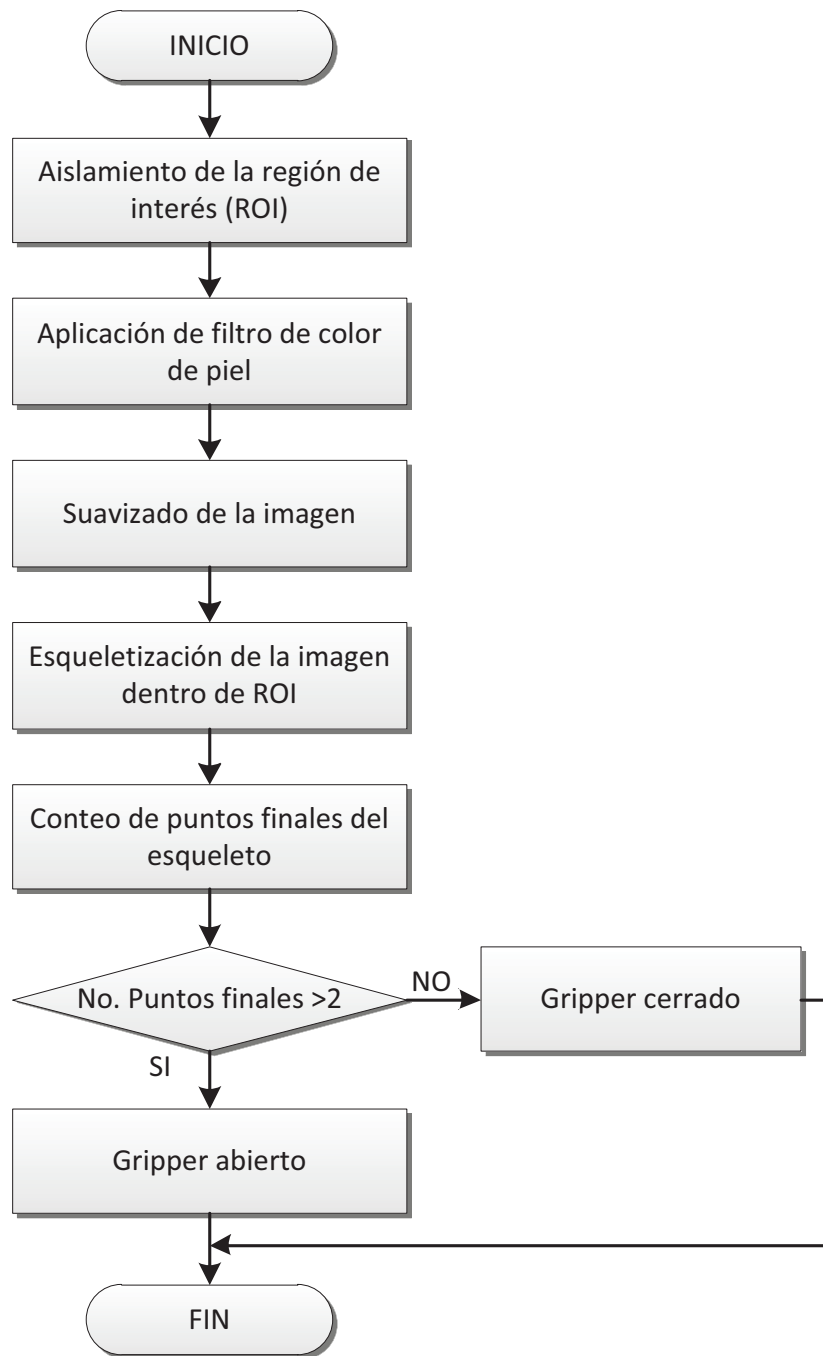 INICIO
Aislamiento de la región de
interés (ROI)
Aplicación de filtro de color
de piel
Suavizado de la imagen
Esqueletización de la imagen
dentro de ROI
Conteo de puntos finales del
esqueleto
No. Puntos finales >2
NO
Gripper cerrado
SI
Gripper abierto
FIN